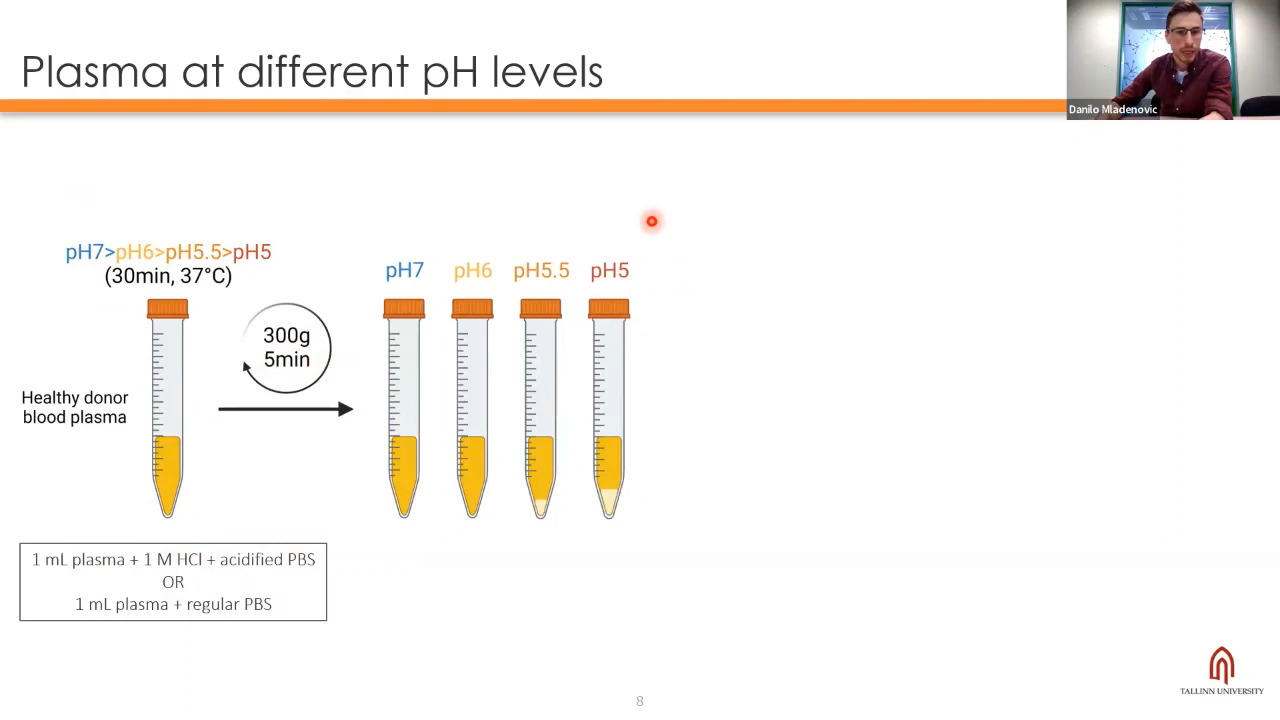 Plasma at different pH levels
Danilo Mladenovic
pH7>pH6>pH5.5>pH5
(30min, 37°C)
300g
5min
Healthy donor
blood plasma
pH7
pH6
pH5.5
pH5
1 mL plasma + 1 M HCl + acidified PBS
OR
1 mL plasma + regular PBS
8
TALLINN UNIVERSITY